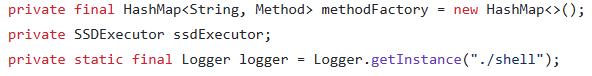 private final HashMap<String, Method> methodFactory = new HashMap<>();
private SSDExecutor ssdExecutor;
private static final Logger logger = Logger.getInstance("./shell");